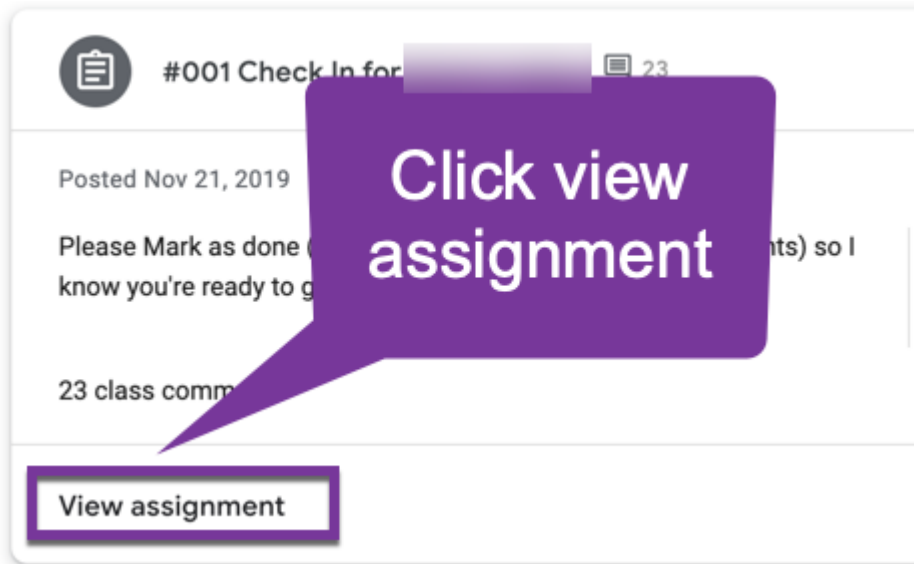 #001 Check In for
23
Click view
assignment
Posted Nov 21, 2019
Please Mark as done (
nts) so I
know you're ready to g
23 class comm
View assignment